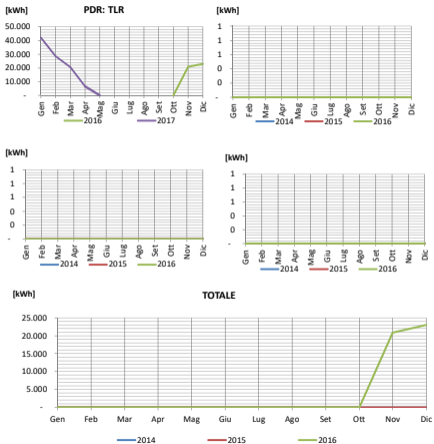 [kWh] PDR: TLR
50.000
40.000
30.000
20.000
10.000
-
Gen Feb Mar Apr Mag Giu Lug Ago Set Ott Nov Dic
2016 2017
[kWh]
1
1
1
0
0
-
Gen Feb Mar Apr Mag Giu Lug Ago Set Ott Nov Dic
2014 2015 2016
[kWh]
1
1
1
0
0
-
Gen Feb Mar Apr Mag Giu Lug Ago Set Ott Nov Dic
2014 2015 2016
[kWh]
1
1
1
0
0
-
Gen Feb Mar Apr Mag Giu Lug Ago Set Ott Nov Dic
2014 2015 2016
[kWh] TOTALE
25.000
20.000
15.000
10.000
5.000
-
Gen Feb Mar Apr Mag Giu Lug Ago Set Ott Nov Dic
2014 2015 2016